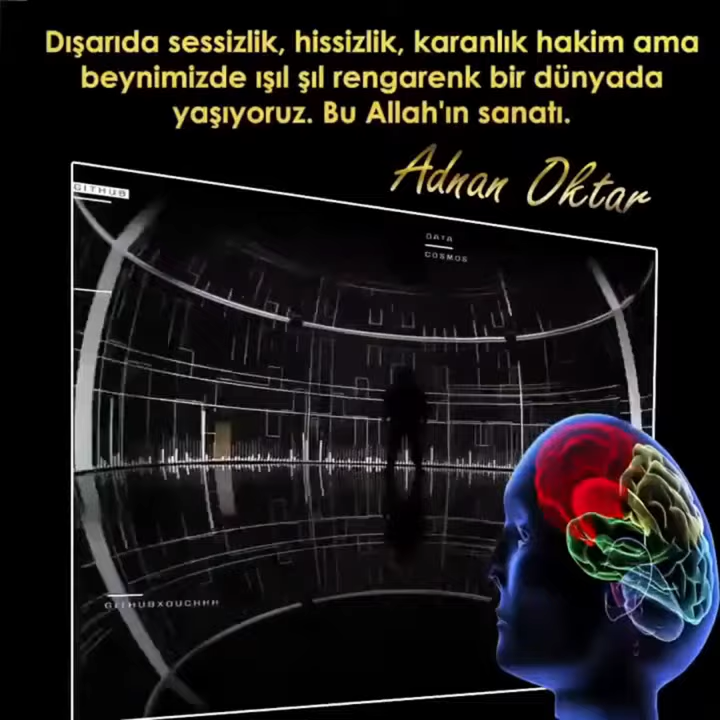 Dışarıda sessizlik, hissizlik, karanlık hakim ama
beynimizde ışıl şıl rengarenk bir dünyada
yaşıyoruz. Bu Allah'ın sanatı.
Adnan Oktar
GITHUB
DATA
COSMOS
GITHUBXOUCHHH